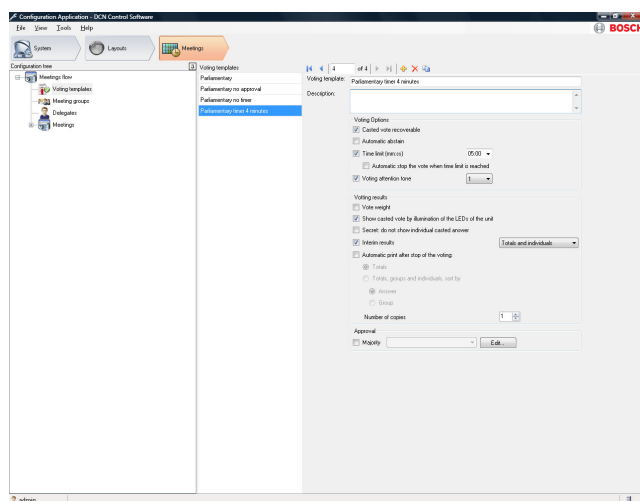 Configuration Application - DCN Control Software
File View Tools Help
BOSCH
System Layouts Meetings
Configuration tree
Meetings flow
Voting templates
Meeting groups
Delegates
Meetings
Voting templates
Parliamentary
Parliamentary no approval
Parliamentary no timer
Parliamentary timer 4 minutes
4 of 4
Voting template: Parliamentary timer 4 minutes
Description:
Voting Options
Casted vote recoverable
Automatic abstain
Time limit (mm:ss) 05:00
Automatic stop the vote when time limit is reached
Voting attention tone 1
Votting results
Vote weight
Show casted vote by illumination of the LEDs of the unit
Secret: do not show individual casted answer
Interim results Totals and individuals
Automatic print after stop of the voting:
Totals
Totals, groups and individuals, sort by
Answer
Group
Number of copies 1
Approval
Majority Edit...
admin